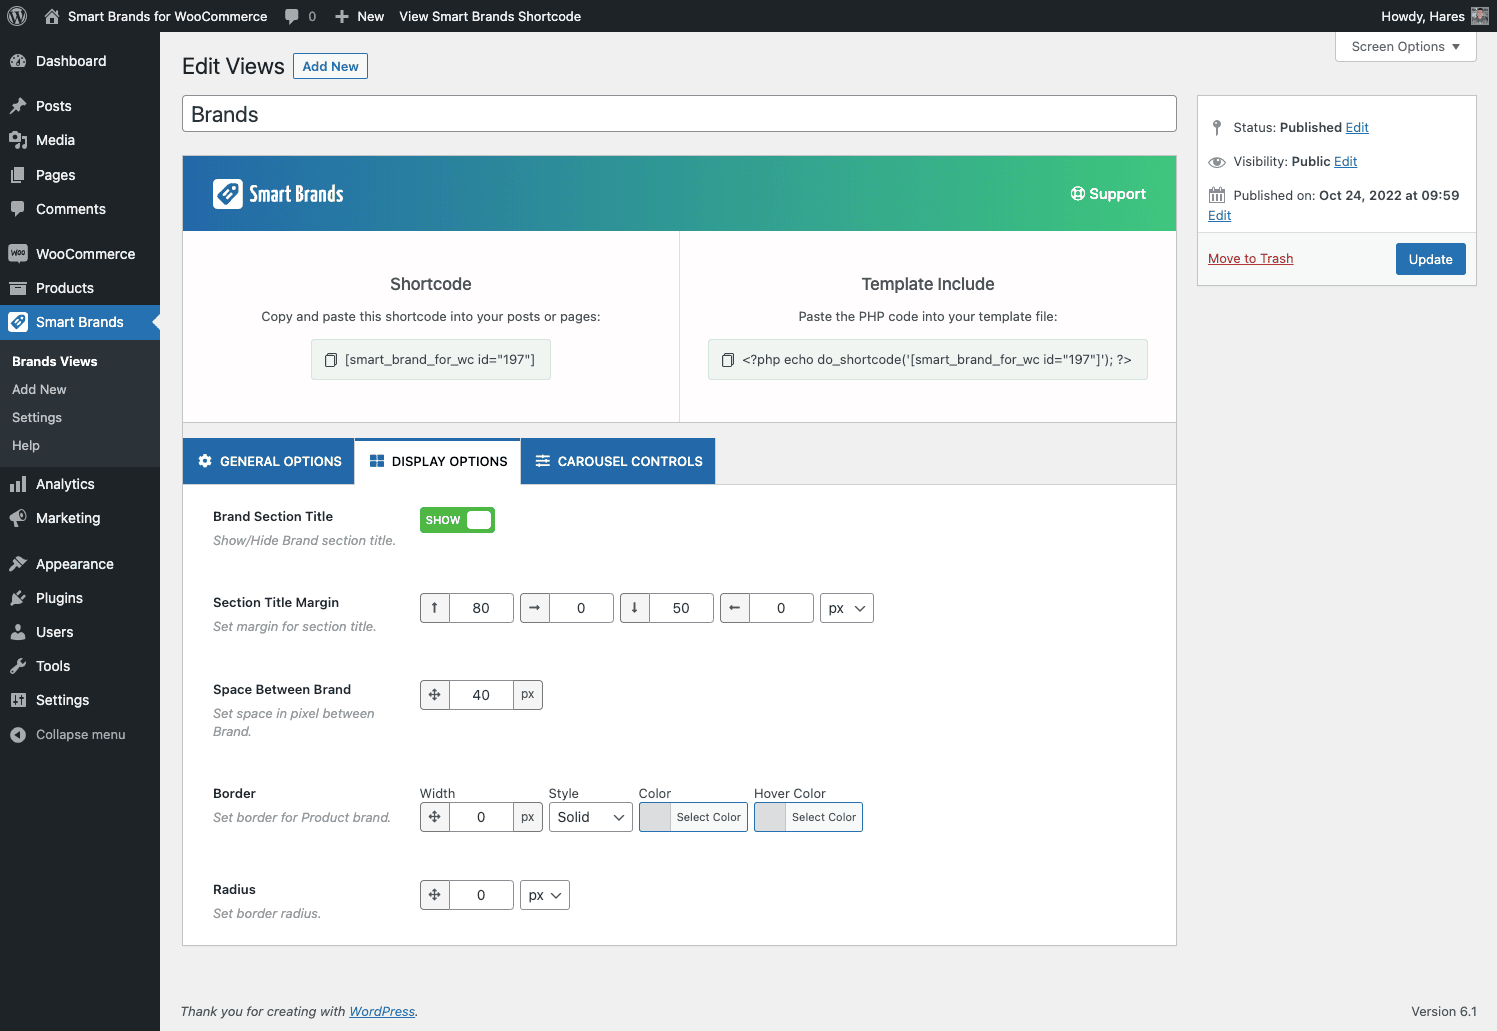 Smart Brands for WooCommerce 0 New View Smart Brands Shortcode Howdy, Hares
Screen Options
Dashboard
Posts
Media
Pages
Comments
WooCommerce
Products
Smart Brands
Brands Views
Add New
Settings
Help
Analytics
Marketing
Appearance
Plugins
Users
Tools
Settings
Collapse menu
Edit Views Add New
Brands
Smart Brands Support
Shortcode
Copy and paste this shortcode into your posts or pages:
[smart_brand_for_wc id="197"]
Template Include
Paste the PHP code into your template file:
<?php echo do_shortcode('[smart_brand_for_wc id="197"]'); ?>
GENERAL OPTIONS DISPLAY OPTIONS CAROUSEL CONTROLS
Brand Section Title
Show/Hide Brand section title.
SHOW
Section Title Margin
Set margin for section title.
80 0 50 0 px
Space Between Brand
Set space in pixel between
Brand.
40 px
Border
Set border for Product brand.
Width Style Color Hover Color
0 px Solid Select Color Select Color
Radius
Set border radius.
0 px
Status: Published Edit
Visibility: Public Edit
Published on: Oct 24, 2022 at 09:59
Edit
Move to Trash Update
Thank you for creating with WordPress.
Version 6.1